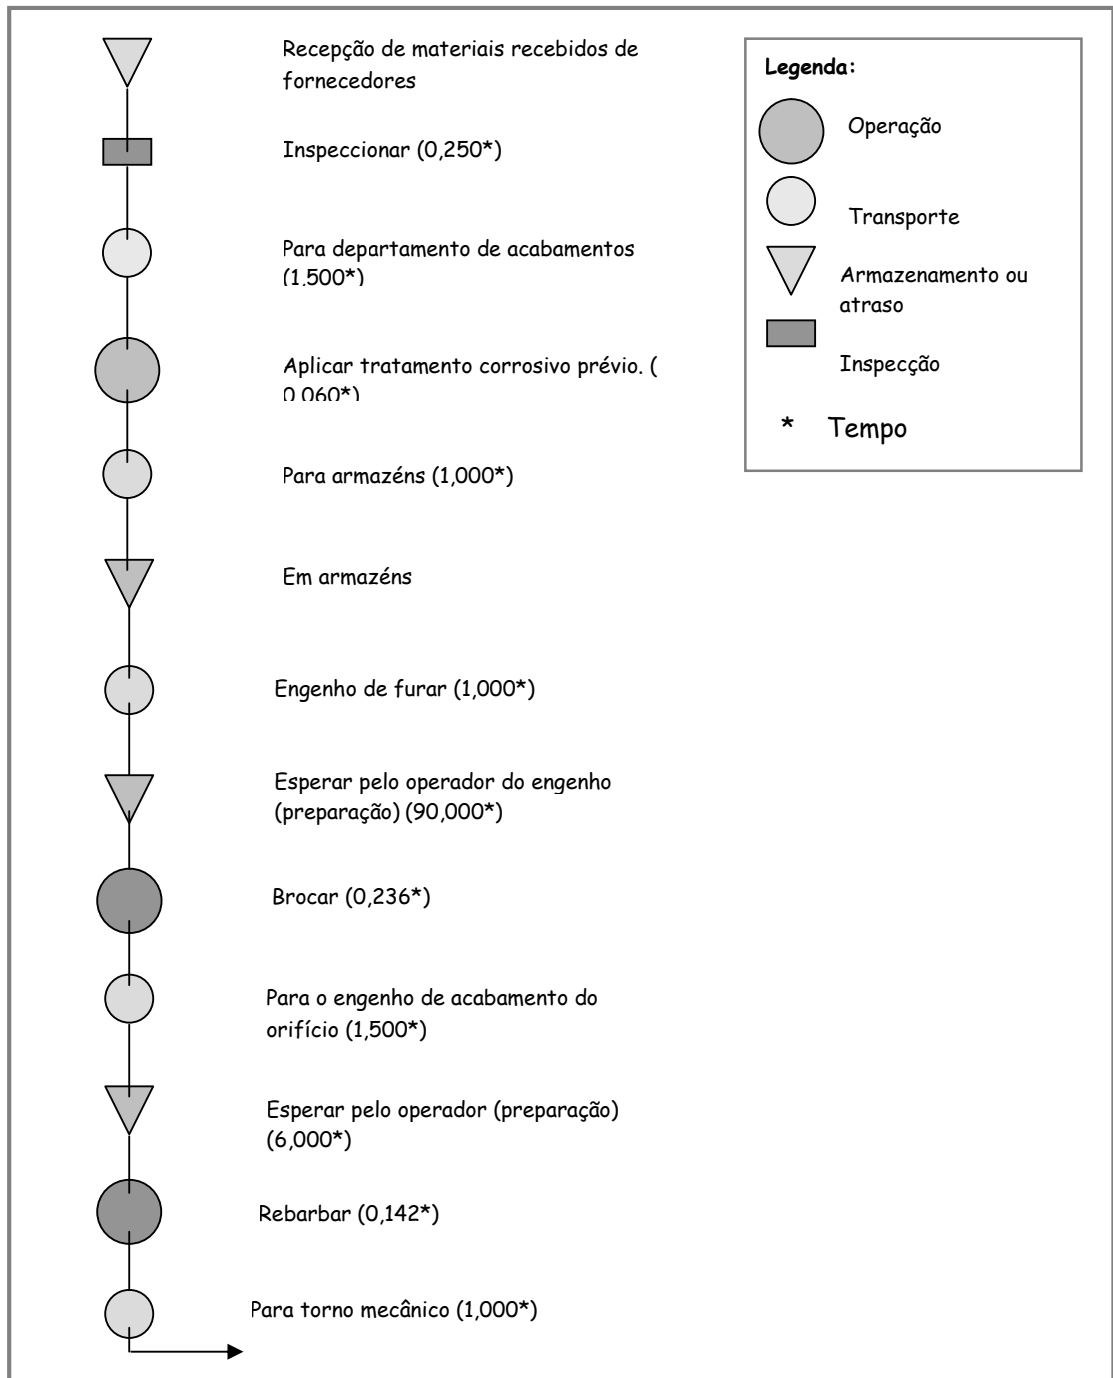 Recepção de materiais recebidos de
fornecedores
Inspeccionar (0,250*)
Para departamento de acabamentos
(1,500*)
Aplicar tratamento corrosivo prévio. (
0,060*)
Para armazéns (1,000*)
Em armazéns
Engenho de furar (1,000*)
Esperar pelo operador do engenho
(preparação) (90,000*)
Brocar (0,236*)
Para o engenho de acabamento do
orifício (1,500*)
Esperar pelo operador (preparação)
(6,000*)
Rebarbar (0,142*)
Para torno mecânico (1,000*)
Legenda:
Operação
Transporte
Armazenamento ou
atraso
Inspecção
* Tempo